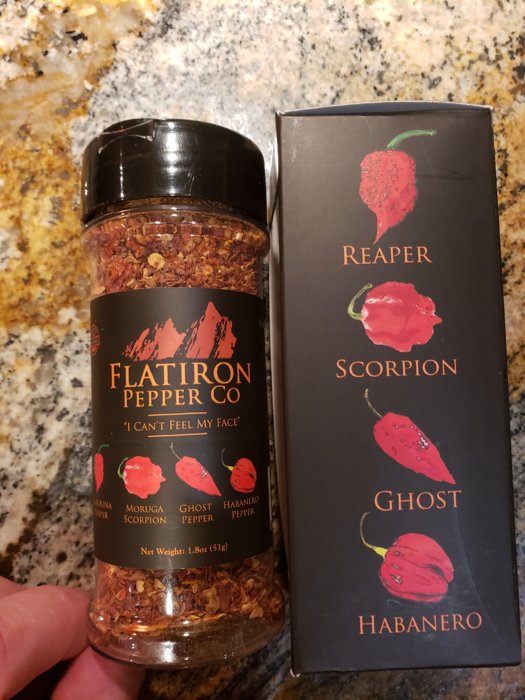 FLATIRON
PEPPER CO
"I CAN'T FEEL MY FACE"
MORUGA
SCORPION
GHOST
PEPPER
HABANERO
PEPPER
Net Weight: 1.8oz (51g)
REAPER
SCORPION
GHOST
HABANERO